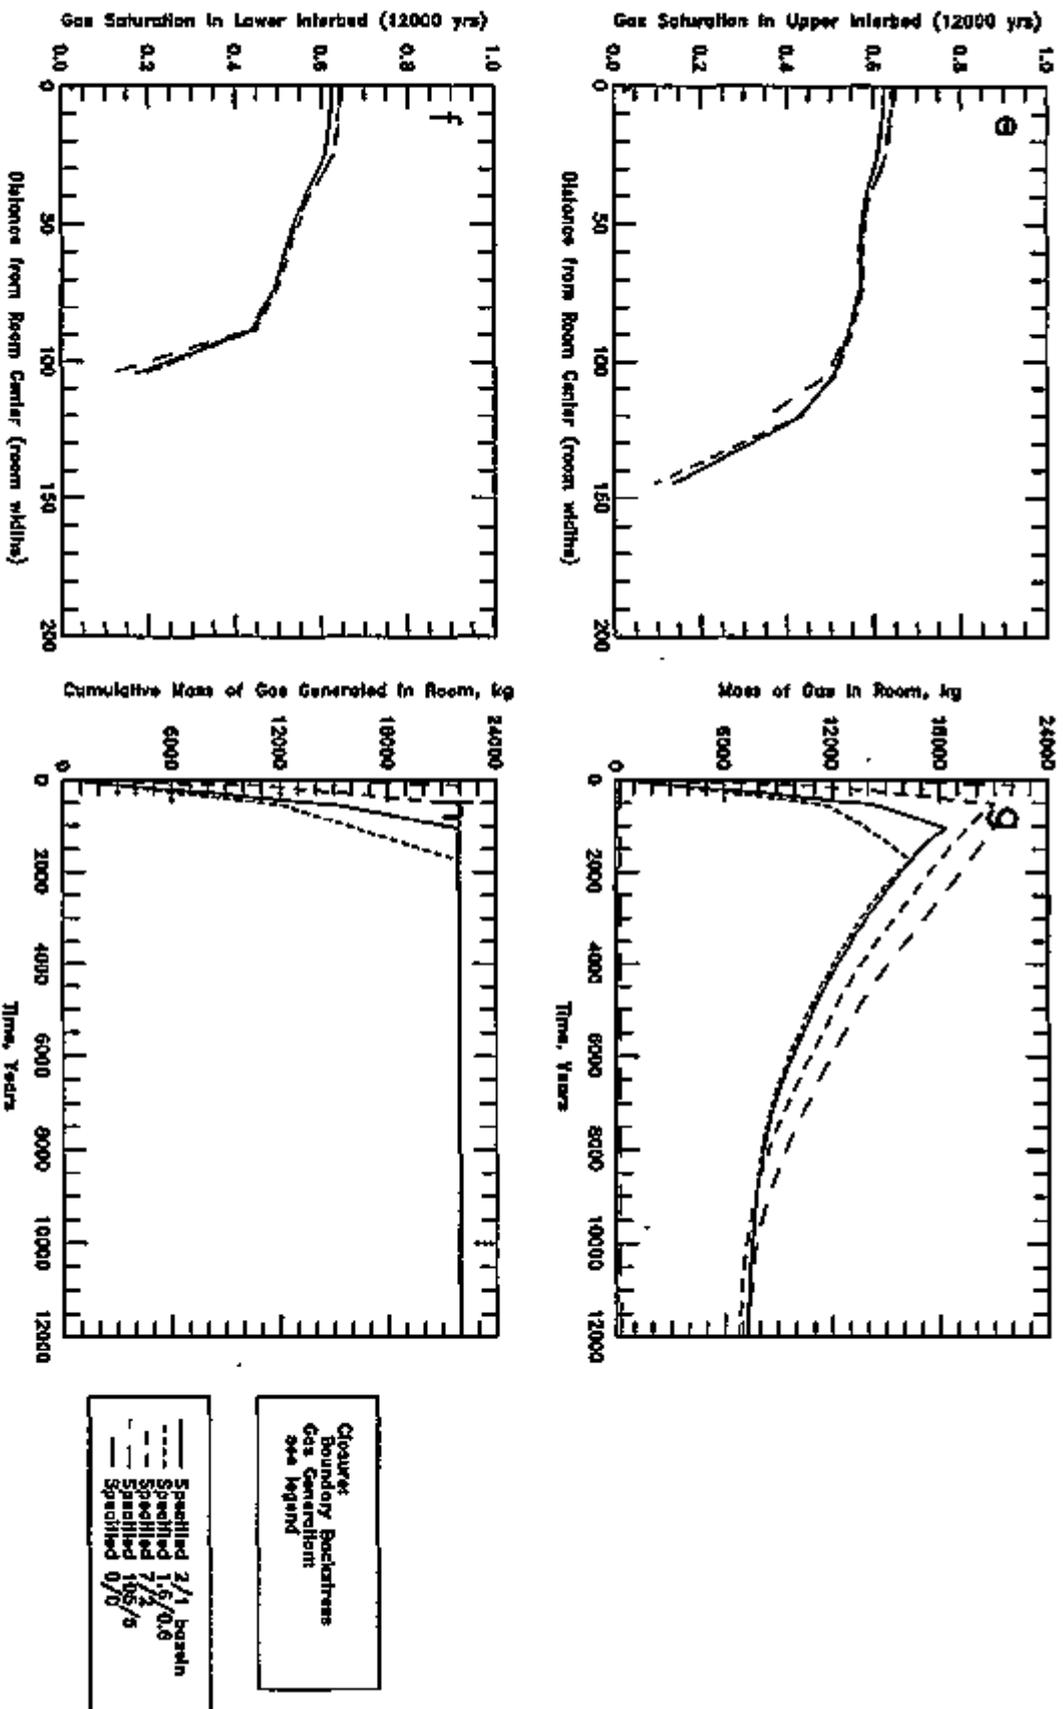 e
Gas Saturation in Upper Interbed (12000 yrs)
1.0
0.8
0.6
0.4
0.2
0.0
0
50
100
150
200
Distance from Room Center (room widths)
g
Mass of Gas in Room, kg
24000
18000
12000
6000
0
0
2000
4000
6000
8000
10000
12000
Time, Years
f
Gas Saturation in Lower Interbed (12000 yrs)
1.0
0.8
0.6
0.4
0.2
0.0
0
50
100
150
200
Distance from Room Center (room widths)
Cumulative Mass of Gas Generated in Room, kg
24000
18000
12000
6000
0
0
2000
4000
6000
8000
10000
12000
Time, Years
Closure:
Boundary Backstress
Gas Generation:
see legend
Specified 2/1 baseln
Specified 1.6/0.6
Specified 7/2
Specified
Specified 0/0